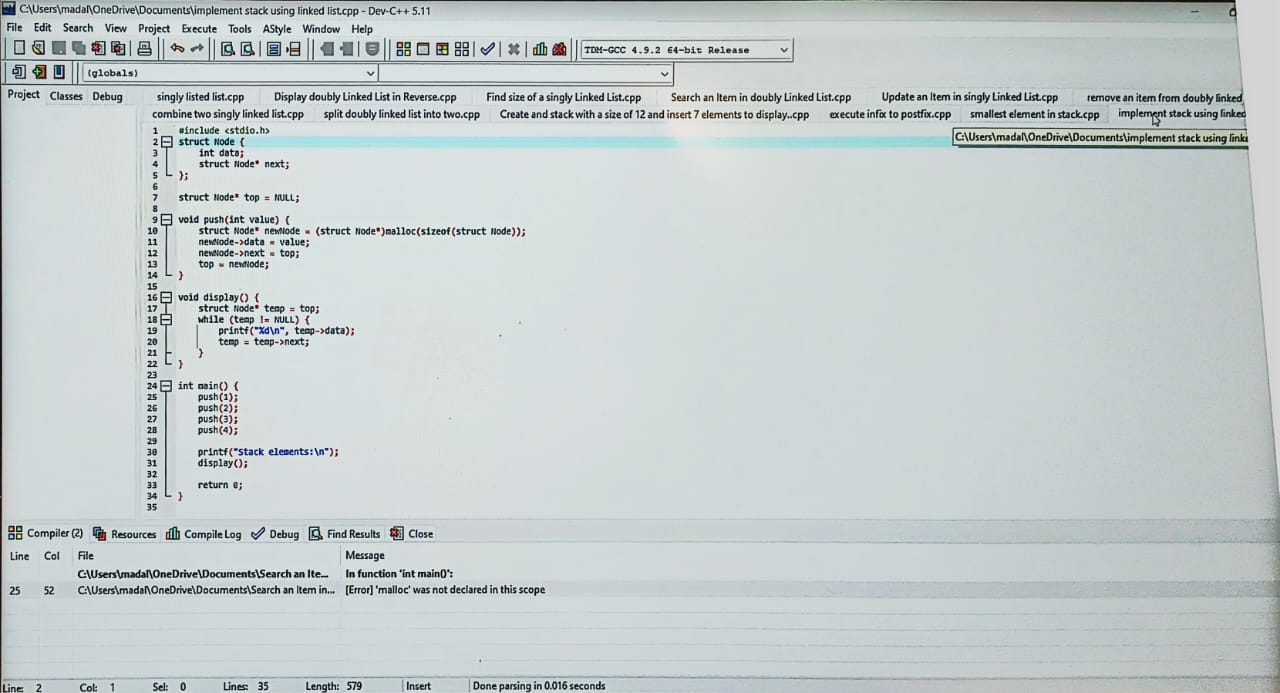 C:\Users\madal\OneDrive\Documents\implement stack using linked list.cpp - Dev-C++ 5.11
File Edit Search View Project Execute Tools AStyle Window Help
TDM-GCC 4.9.2 64-bit Release
(globals)
Project Classes Debug
singly listed list.cpp Display doubly Linked List in Reverse.cpp Find size of a singly Linked List.cpp Search an Item in doubly Linked List.cpp Update an Item in singly Linked List.cpp remove an item from doubly linked
combine two singly linked list.cpp split doubly linked list into two.cpp Create and stack with a size of 12 and insert 7 elements to display..cpp execute infix to postfix.cpp smallest element in stack.cpp implement stack using linked
C:\Users\madal\OneDrive\Documents\implement stack using linke
1 #include <stdio.h>
2 struct Node {
3 int data;
4 struct Node* next;
5 };
6
7 struct Node* top = NULL;
8
9 void push(int value) {
10 struct Node* newNode = (struct Node*)malloc(sizeof(struct Node));
11 newNode->data = value;
12 newNode->next = top;
13 top = newNode;
14 }
15
16 void display() {
17 struct Node* temp = top;
18 while (temp != NULL) {
19 printf("%d\n", temp->data);
20 temp = temp->next;
21 }
22 }
23
24 int main() {
25 push(1);
26 push(2);
27 push(3);
28 push(4);
29
30 printf("Stack elements:\n");
31 display();
32
33 return 0;
34 }
35
Compiler (2) Resources Compile Log Debug Find Results Close
Line Col File Message
C:\Users\madal\OneDrive\Documents\Search an Ite... In function 'int main()':
25 52 C:\Users\madal\OneDrive\Documents\Search an Item in... [Error] 'malloc' was not declared in this scope
Line: 2 Col: 1 Sel: 0 Lines: 35 Length: 579 Insert Done parsing in 0.016 seconds